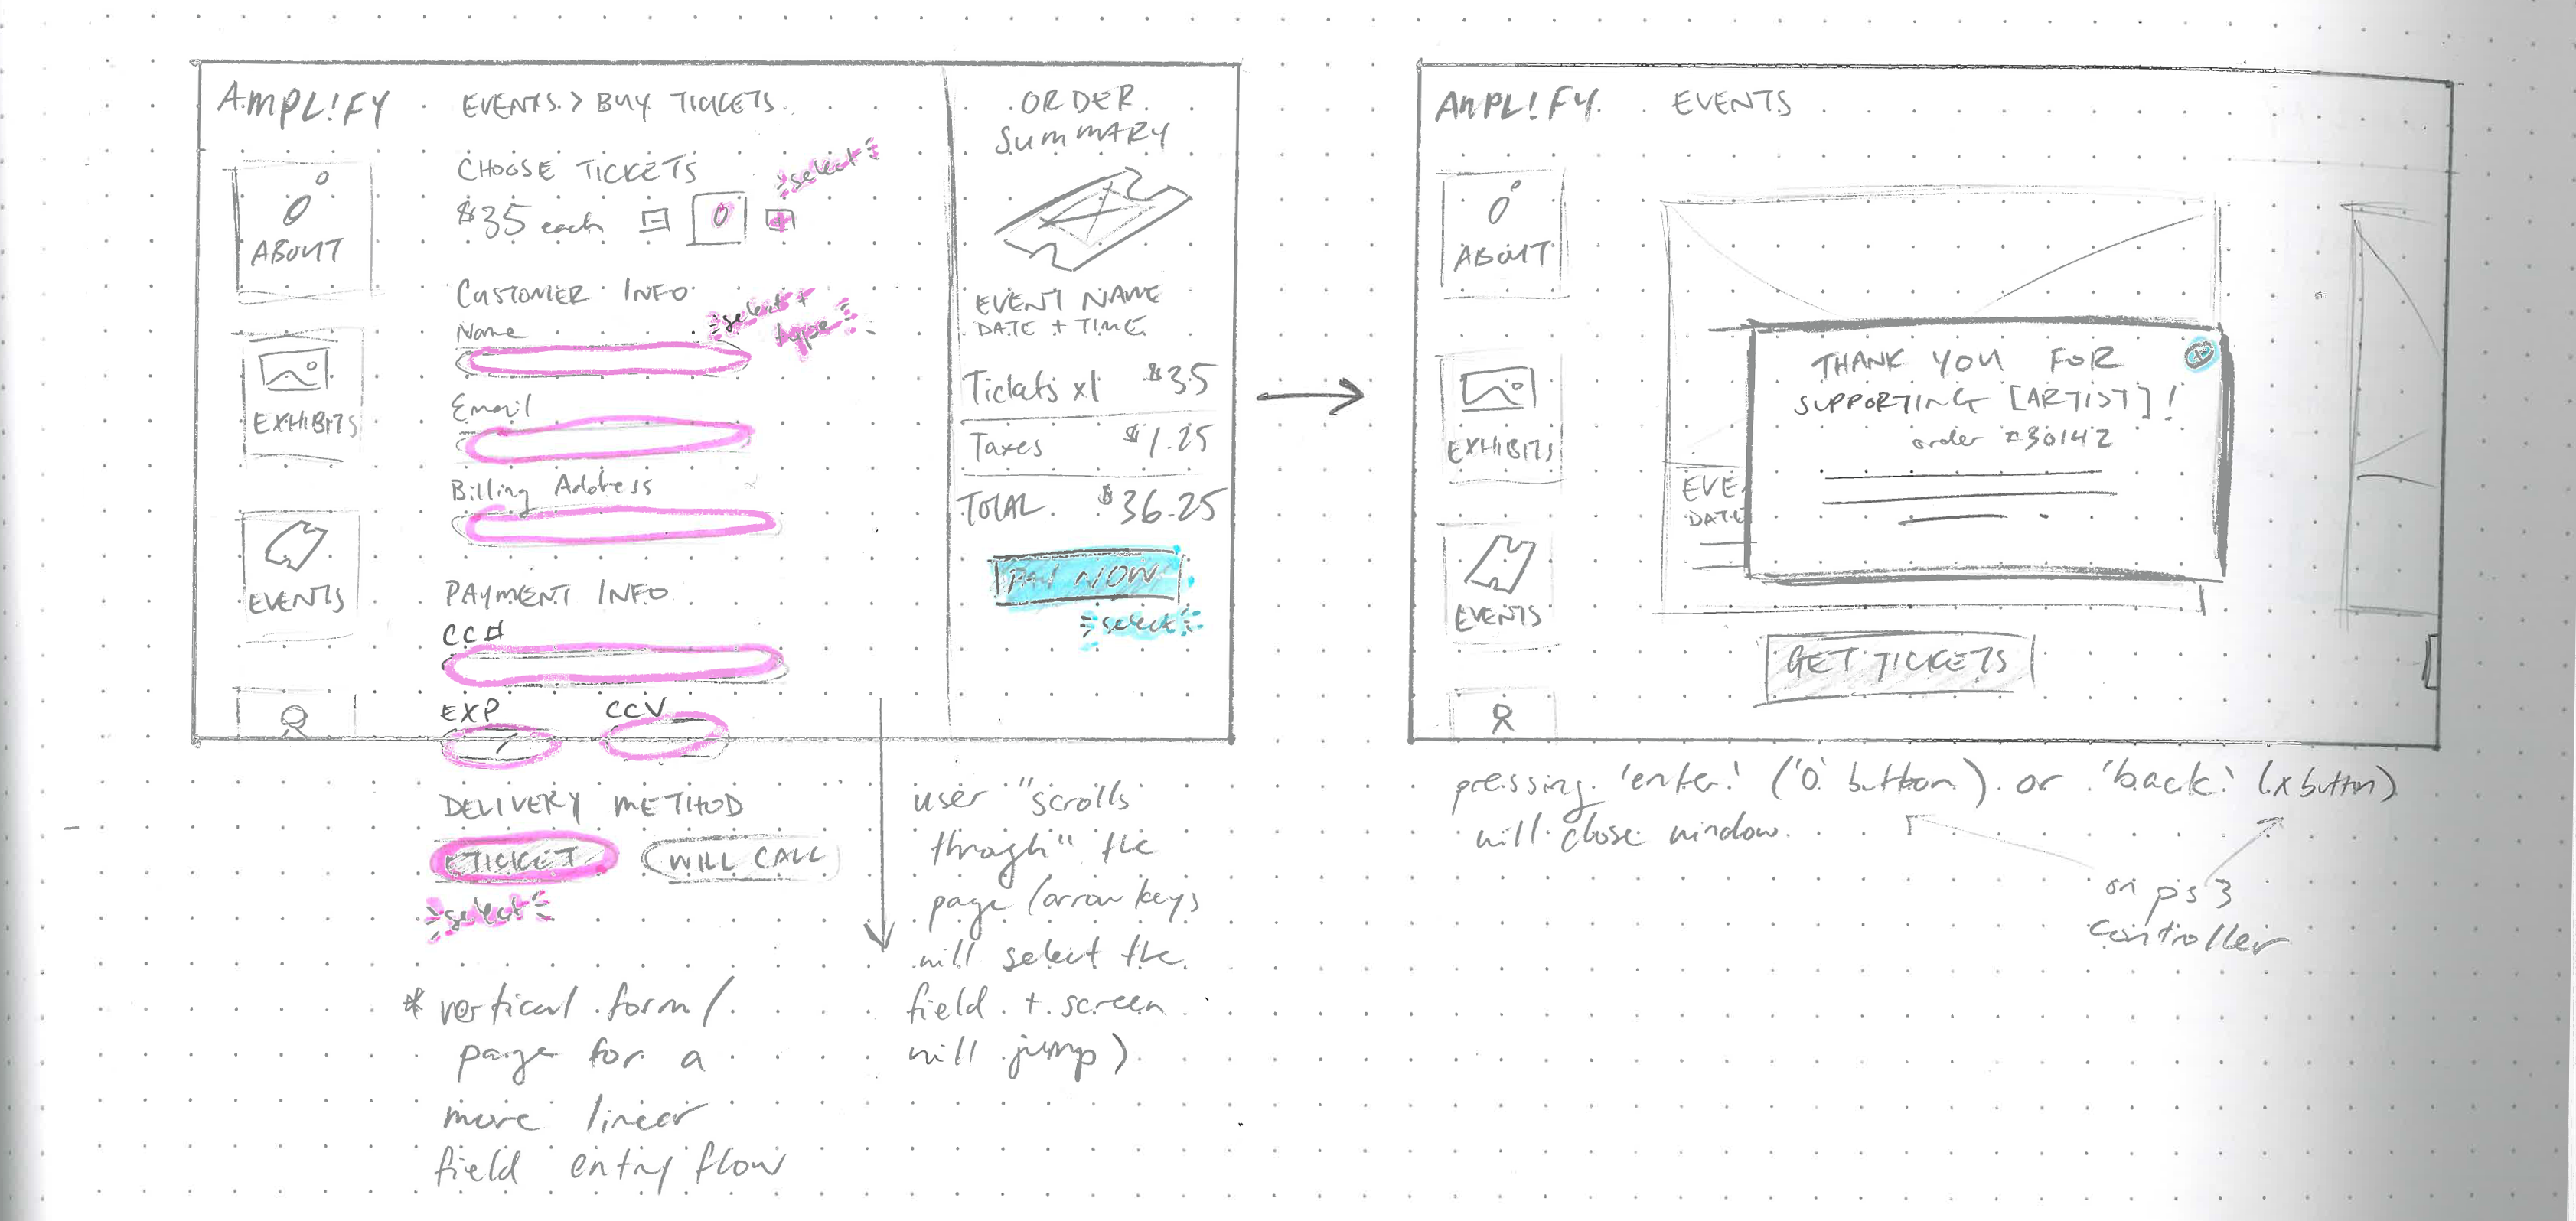 AMPL!FY
EVENTS > BUY TICKETS
ABOUT
EXHIBITS
EVENTS
CHOOSE TICKETS
select
$35 each - 0 +
CUSTOMER INFO
select +
type
Name
Email
Billing Address
PAYMENT INFO
CC#
EXP CCV
/
DELIVERY METHOD
ETICKET WILL CALL
select
* vertical form/
page for a
more linear
field entry flow
ORDER
SUMMARY
EVENT NAME
DATE + TIME
Tickets x1 $35
Taxes $1.25
TOTAL $36.25
PAY NOW
select
user "scrolls
through" the
page (arrow keys
will select the
field + screen
will jump)
AMPL!FY EVENTS
ABOUT
EXHIBITS
EVENTS
THANK YOU FOR
SUPPORTING [ARTIST]!
order #30142
EVE
DATE
GET TICKETS
pressing 'enter' ('O' button) or 'back' (x button)
will close window.
on ps3
controller